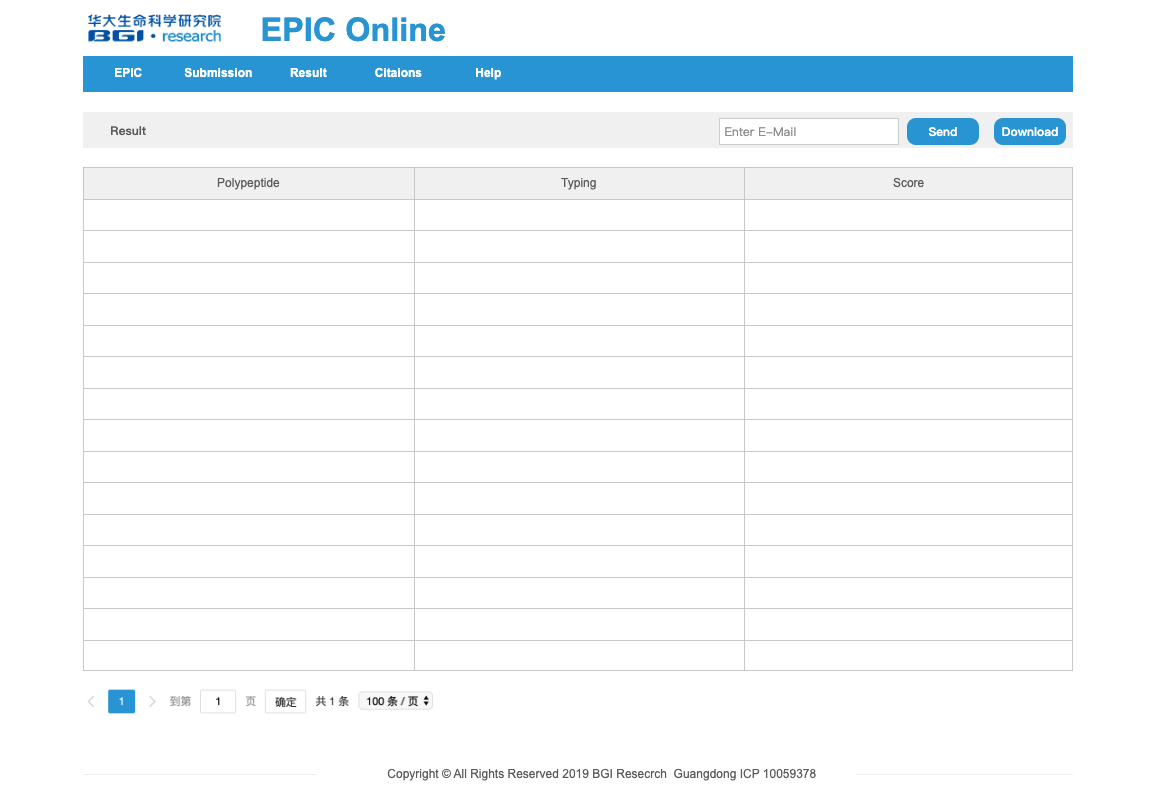 华大生命科学研究院
BGI·research
EPIC Online
EPIC Submission Result Citaions Help
Result Enter E-Mail Send Download
Polypeptide Typing Score
1 到第 1 页 确定 共 1 条 100 条 / 页
Copyright © All Rights Reserved 2019 BGI Resecrch Guangdong ICP 10059378